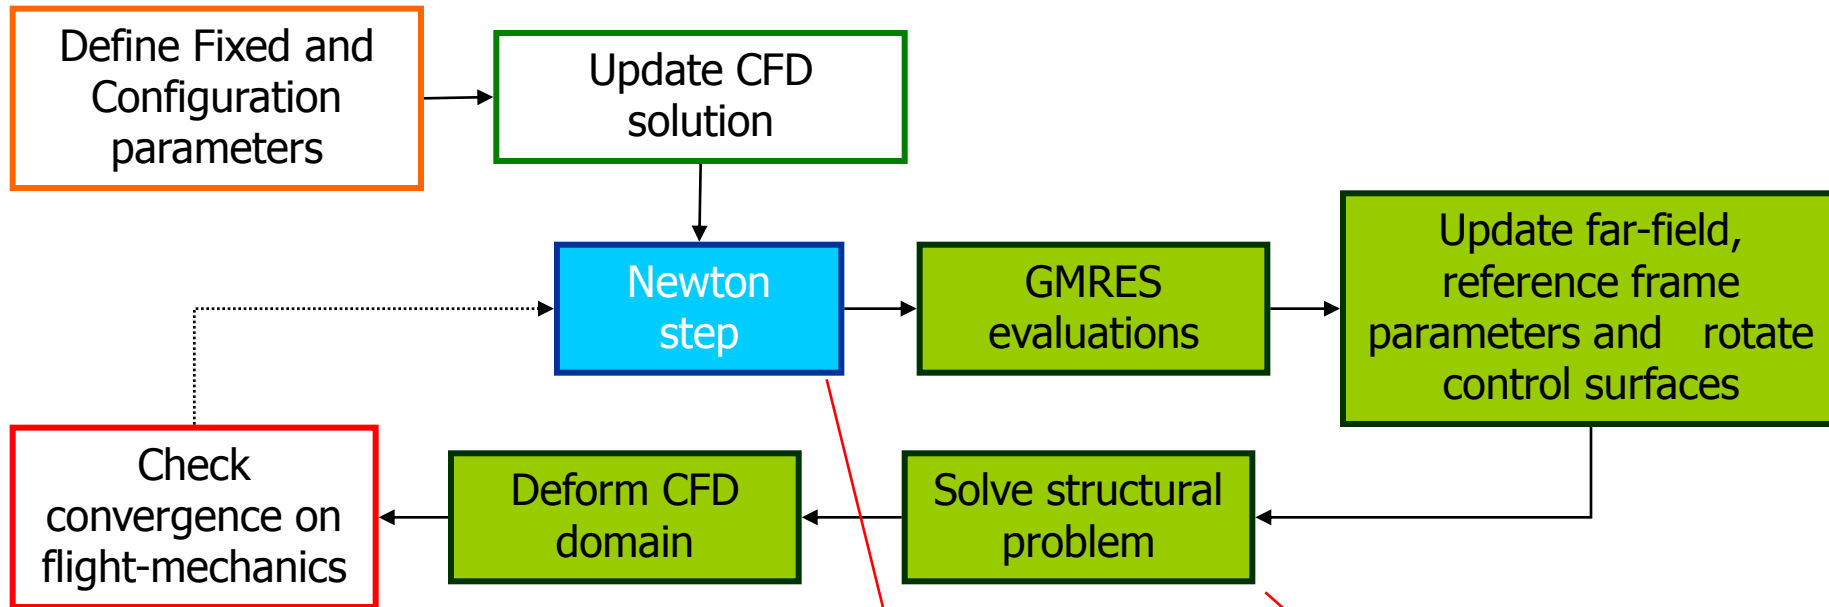 Define Fixed and
Configuration
parameters
Update CFD
solution
Newton
step
GMRES
evaluations
Update far-field,
reference frame
parameters and rotate
control surfaces
Check
convergence on
flight-mechanics
Deform CFD
domain
Solve structural
problem